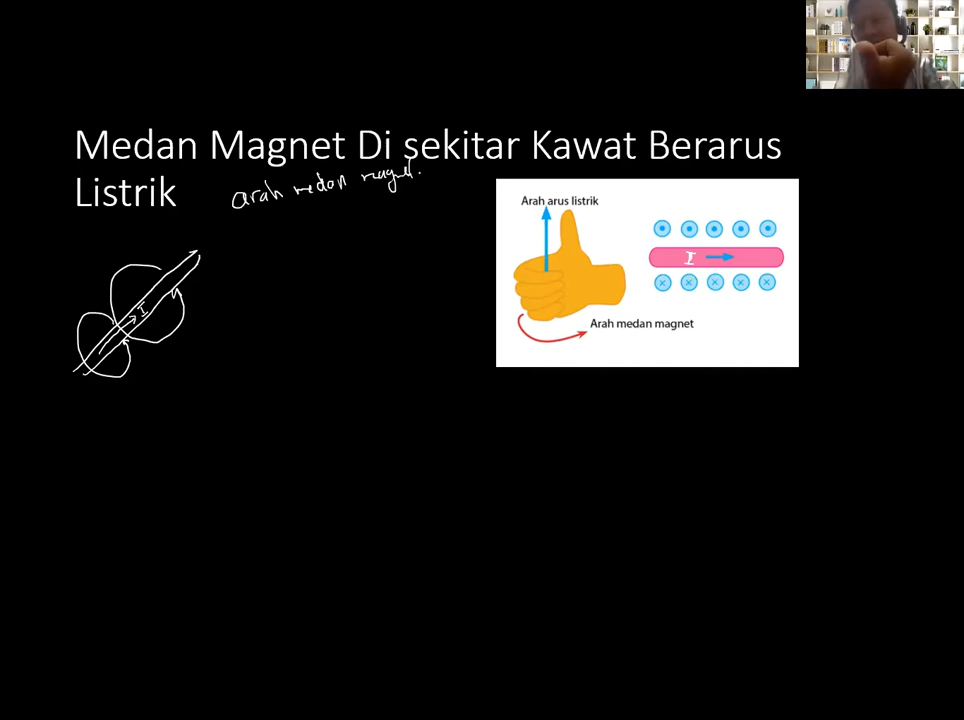 Medan Magnet Di sekitar Kawat Berarus
Listrik
arah medan magnet.
Arah arus listrik
I
Arah medan magnet
I